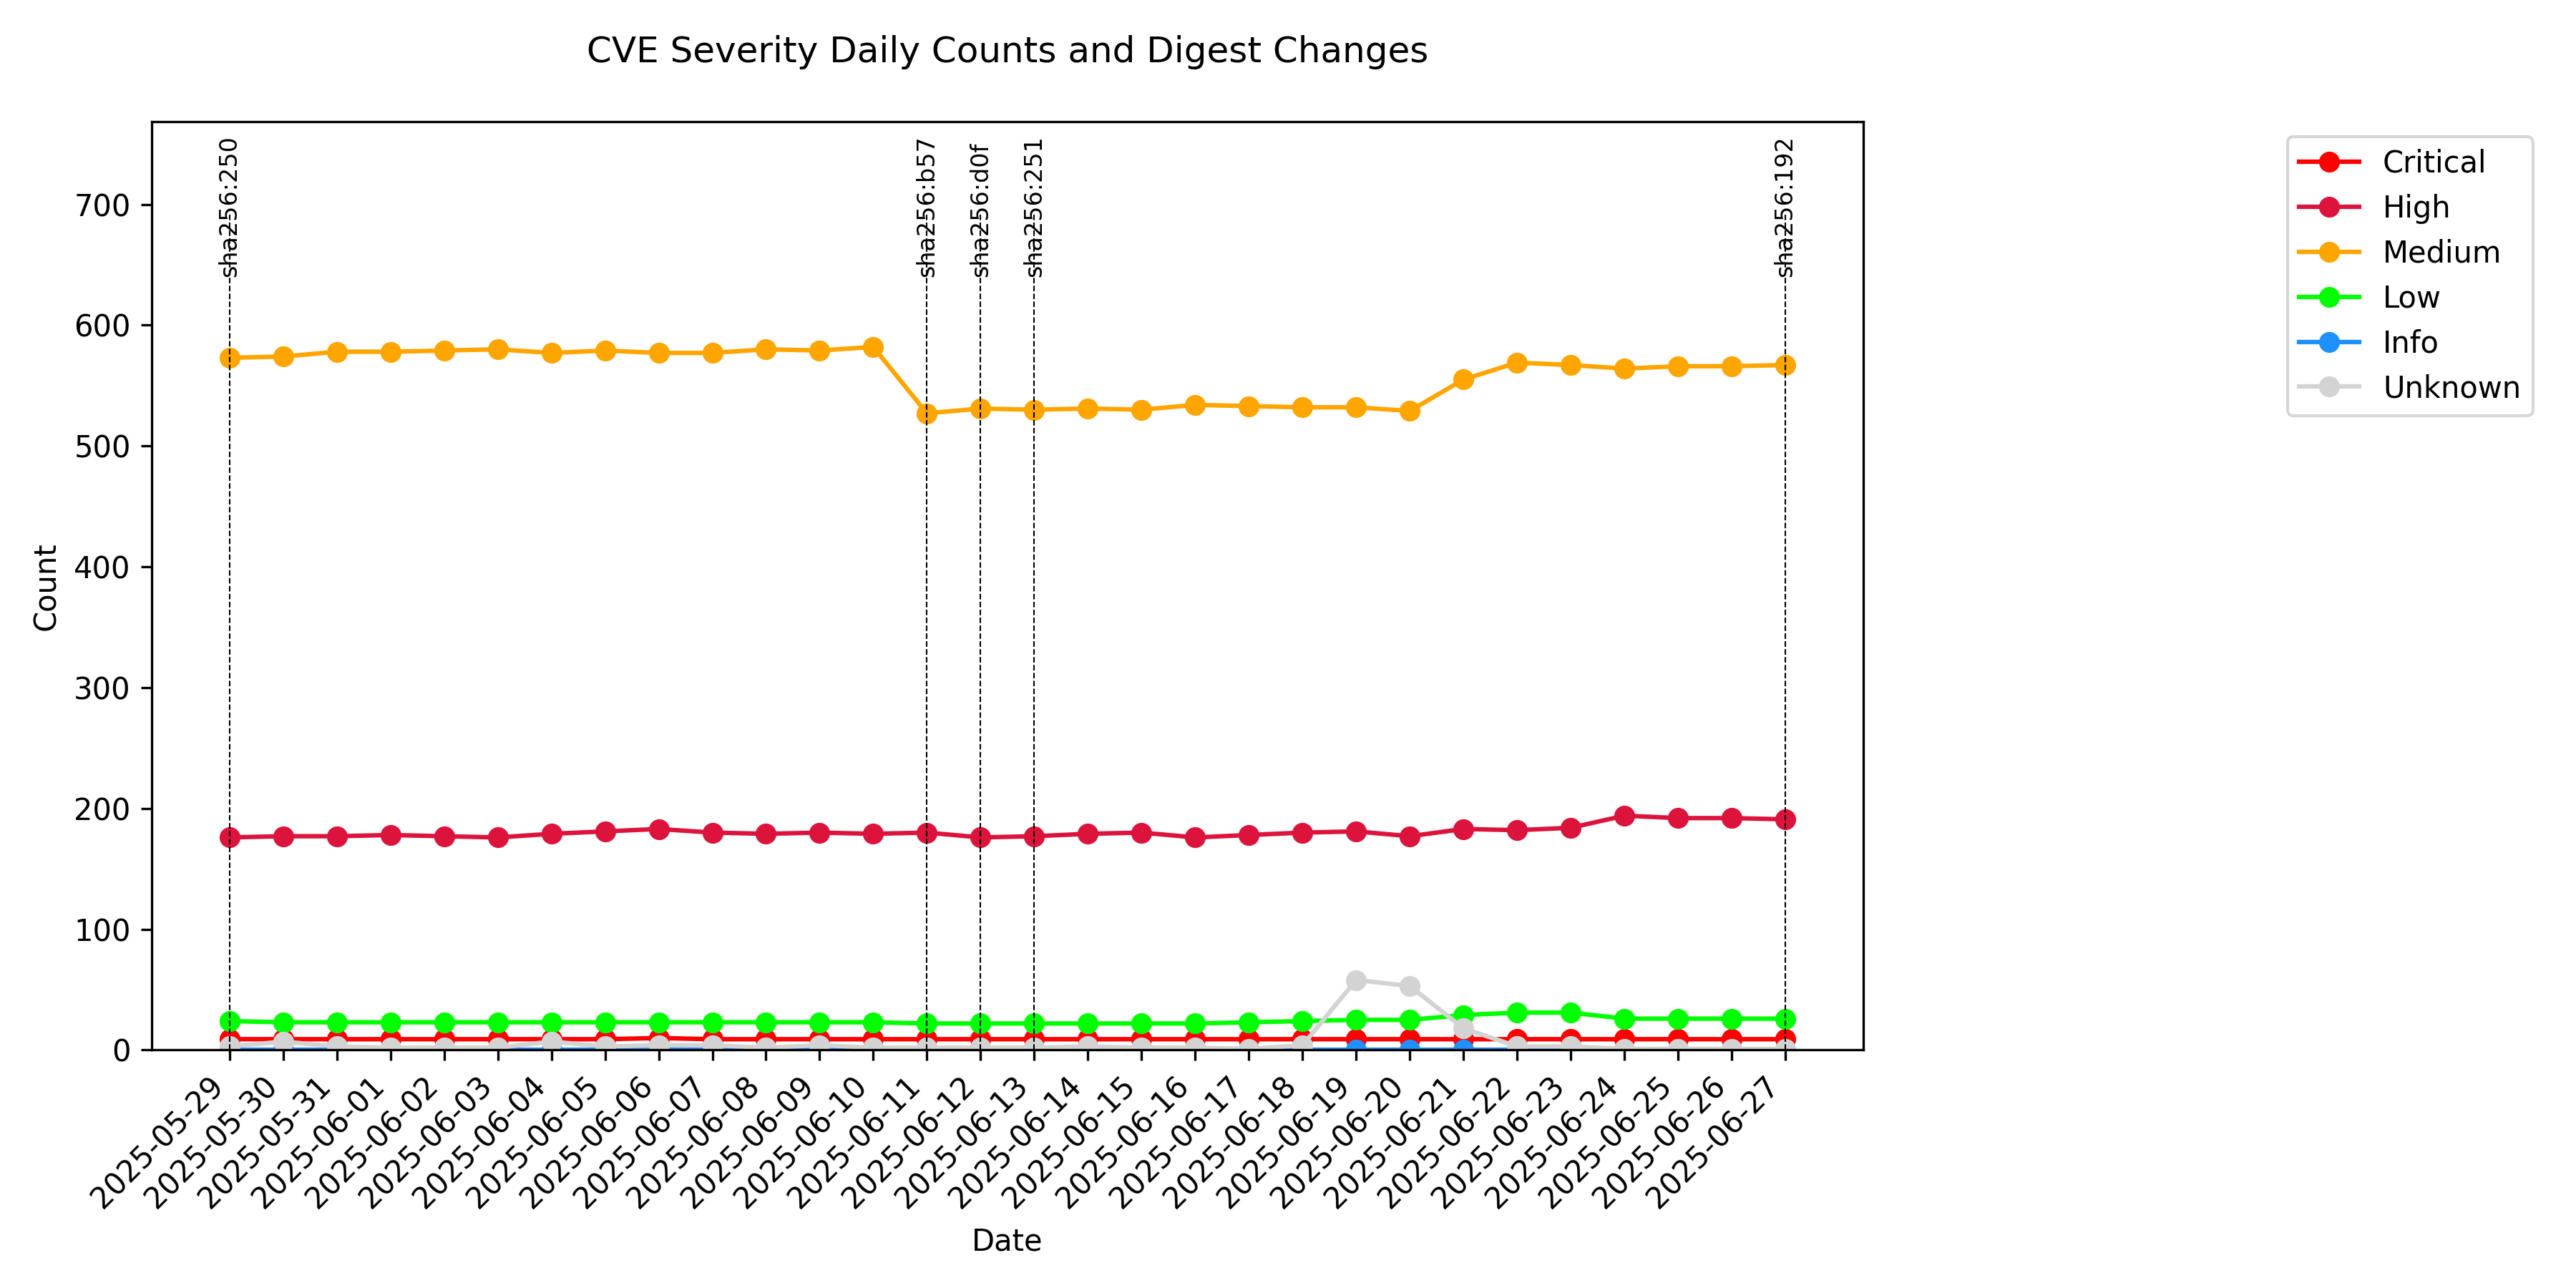 CVE Severity Daily Counts and Digest Changes
sha256:250
sha256:b57
sha256:d0f
sha256:251
sha256:192
Critical
High
Medium
Low
Info
Unknown
Count
700
600
500
400
300
200
100
0
2025-05-29
2025-05-30
2025-05-31
2025-06-01
2025-06-02
2025-06-03
2025-06-04
2025-06-05
2025-06-06
2025-06-07
2025-06-08
2025-06-09
2025-06-10
2025-06-11
2025-06-12
2025-06-13
2025-06-14
2025-06-15
2025-06-16
2025-06-17
2025-06-18
2025-06-19
2025-06-20
2025-06-21
2025-06-22
2025-06-23
2025-06-24
2025-06-25
2025-06-26
2025-06-27
Date